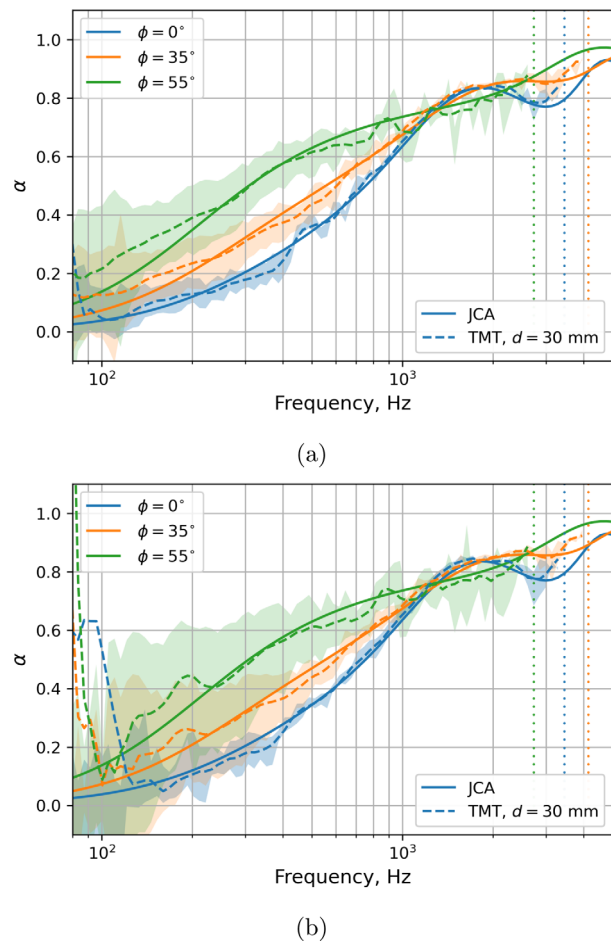 ϕ = 0°
ϕ = 35°
ϕ = 55°
1.0
0.8
0.6
0.4
0.2
0.0
α
JCA
TMT, d = 30 mm
10²
10³
Frequency, Hz
(a)
ϕ = 0°
ϕ = 35°
ϕ = 55°
1.0
0.8
0.6
0.4
0.2
0.0
α
JCA
TMT, d = 30 mm
10²
10³
Frequency, Hz
(b)